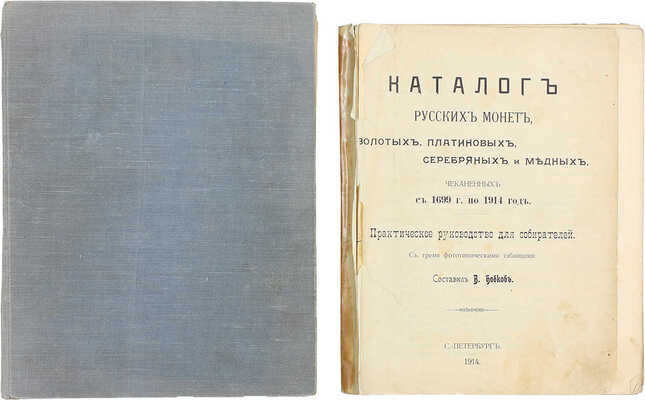 КАТАЛОГЪ
РУССКИХЪ МОНЕТЪ,
ЗОЛОТЫХЪ, ПЛАТИНОВЫХЪ,
СЕРЕБРЯНЫХЪ и МѢДНЫХЪ,
ЧЕКАНЕННЫХЪ
съ 1699 г. по 1914 годъ.
Практическое руководство для собирателей.
Съ тремя фототипическими таблицами
Составилъ В.
С.-ПЕТЕРБУРГЪ.
1914.